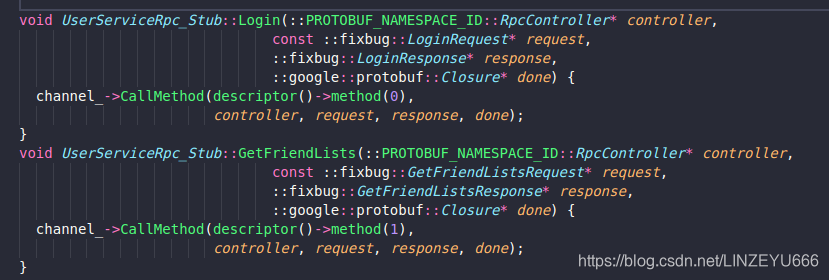 void UserServiceRpc_Stub::Login(::PROTOBUF_NAMESPACE_ID::RpcController* controller,
const ::fixbug::LoginRequest* request,
::fixbug::LoginResponse* response,
::google::protobuf::Closure* done) {
channel_->CallMethod(descriptor()->method(0),
controller, request, response, done);
}
void UserServiceRpc_Stub::GetFriendLists(::PROTOBUF_NAMESPACE_ID::RpcController* controller,
const ::fixbug::GetFriendListsRequest* request,
::fixbug::GetFriendListsResponse* response,
::google::protobuf::Closure* done) {
channel_->CallMethod(descriptor()->method(1),
controller, request, response, done);
}
https://blog.csdn.net/LINZEYU666